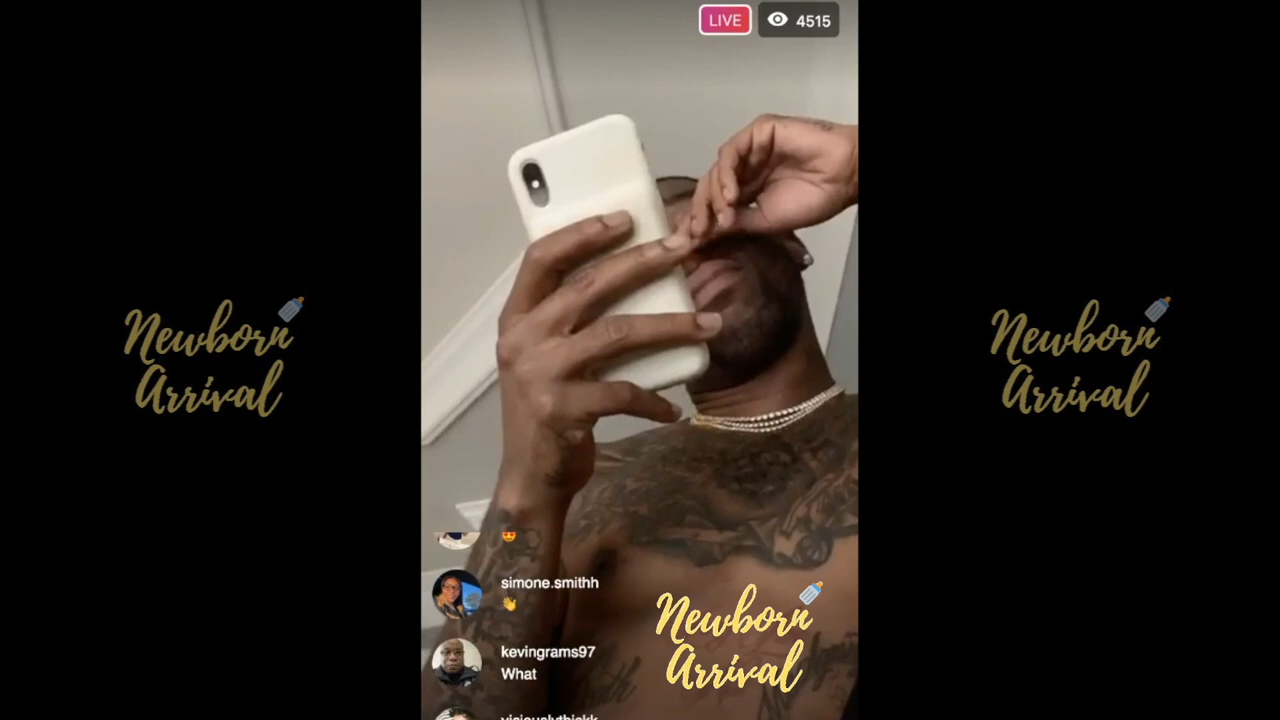 LIVE 4515
Newborn
Arrival
Newborn
Arrival
simone.smithh
kevingrams97
What
Newborn
Arrival